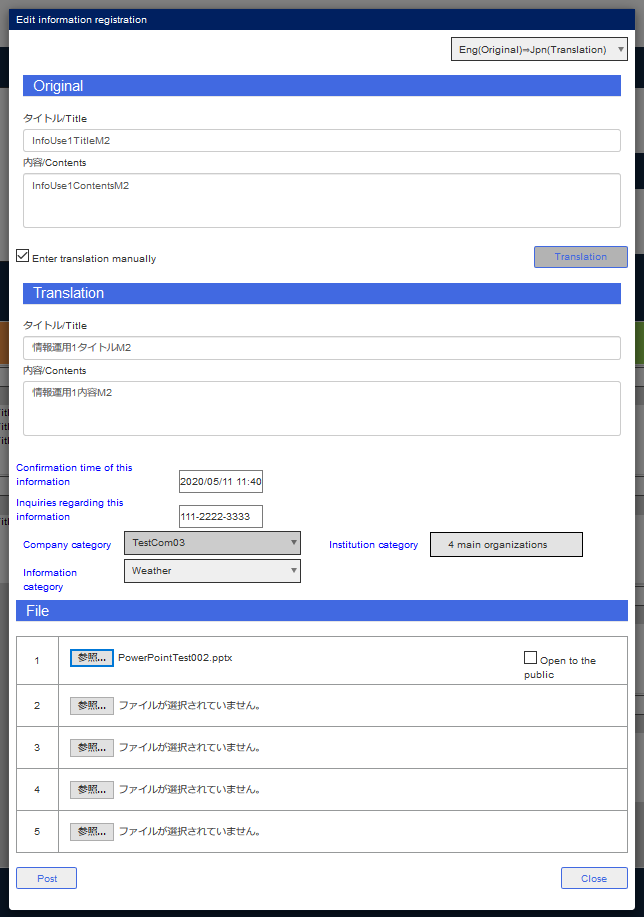 Edit information registration
Eng(Original)⇒Jpn(Translation)
Original
タイトル/Title
InfoUse1TitleM2
内容/Contents
InfoUse1ContentsM2
Enter translation manually
Translation
Translation
タイトル/Title
情報運用1タイトルM2
内容/Contents
情報運用1内容M2
Confirmation time of this
information
2020/05/11 11:40
Inquiries regarding this
information
111-2222-3333
Company category
TestCom03
Institution category
4 main organizations
Information
category
Weather
File
1
参照...
PowerPointTest002.pptx
Open to the
public
2
参照...
ファイルが選択されていません。
3
参照...
ファイルが選択されていません。
4
参照...
ファイルが選択されていません。
5
参照...
ファイルが選択されていません。
Post
Close